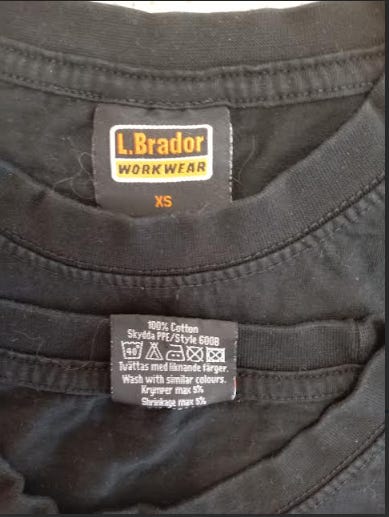 L.Brador
WORKWEAR
XS
100% Cotton
Skydda PPE/Style 600B
40
Tvättas med liknande färger.
Wash with similar colours.
Krymper max 5%
Shrinkage max 5%